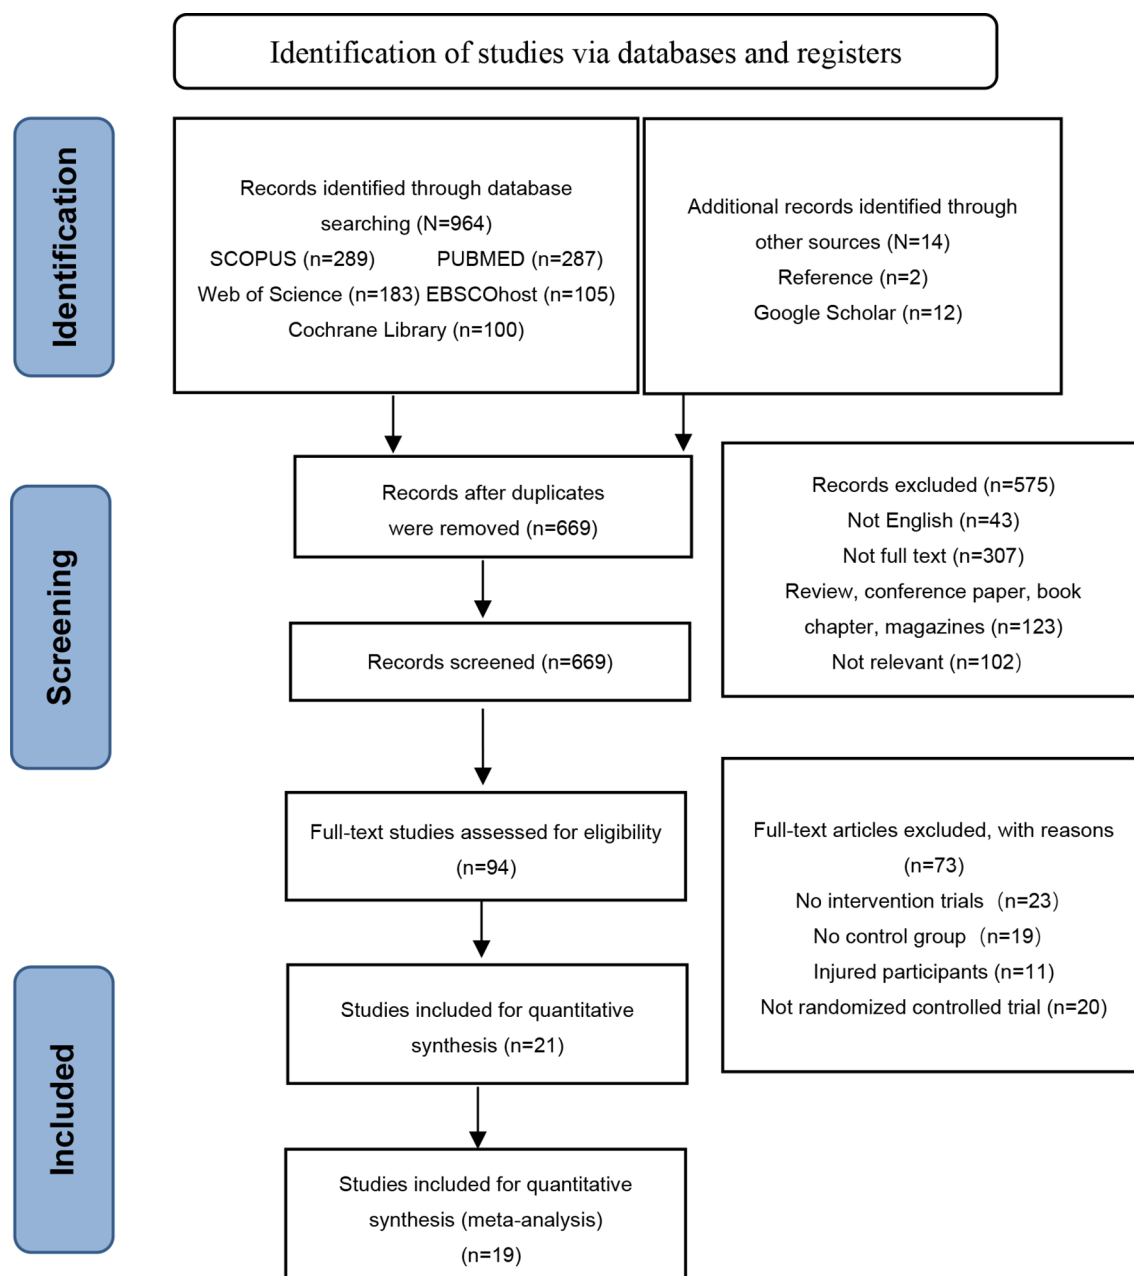 Identification of studies via databases and registers
Identification
Records identified through database
searching (N=964)
SCOPUS (n=289) PUBMED (n=287)
Web of Science (n=183) EBSCOhost (n=105)
Cochrane Library (n=100)
Additional records identified through
other sources (N=14)
Reference (n=2)
Google Scholar (n=12)
Screening
Records after duplicates
were removed (n=669)
Records excluded (n=575)
Not English (n=43)
Not full text (n=307)
Review, conference paper, book
chapter, magazines (n=123)
Not relevant (n=102)
Records screened (n=669)
Full-text studies assessed for eligibility
(n=94)
Full-text articles excluded, with reasons
(n=73)
No intervention trials（n=23）
No control group（n=19）
Injured participants (n=11)
Not randomized controlled trial (n=20)
Included
Studies included for quantitative
synthesis (n=21)
Studies included for quantitative
synthesis (meta-analysis)
(n=19)